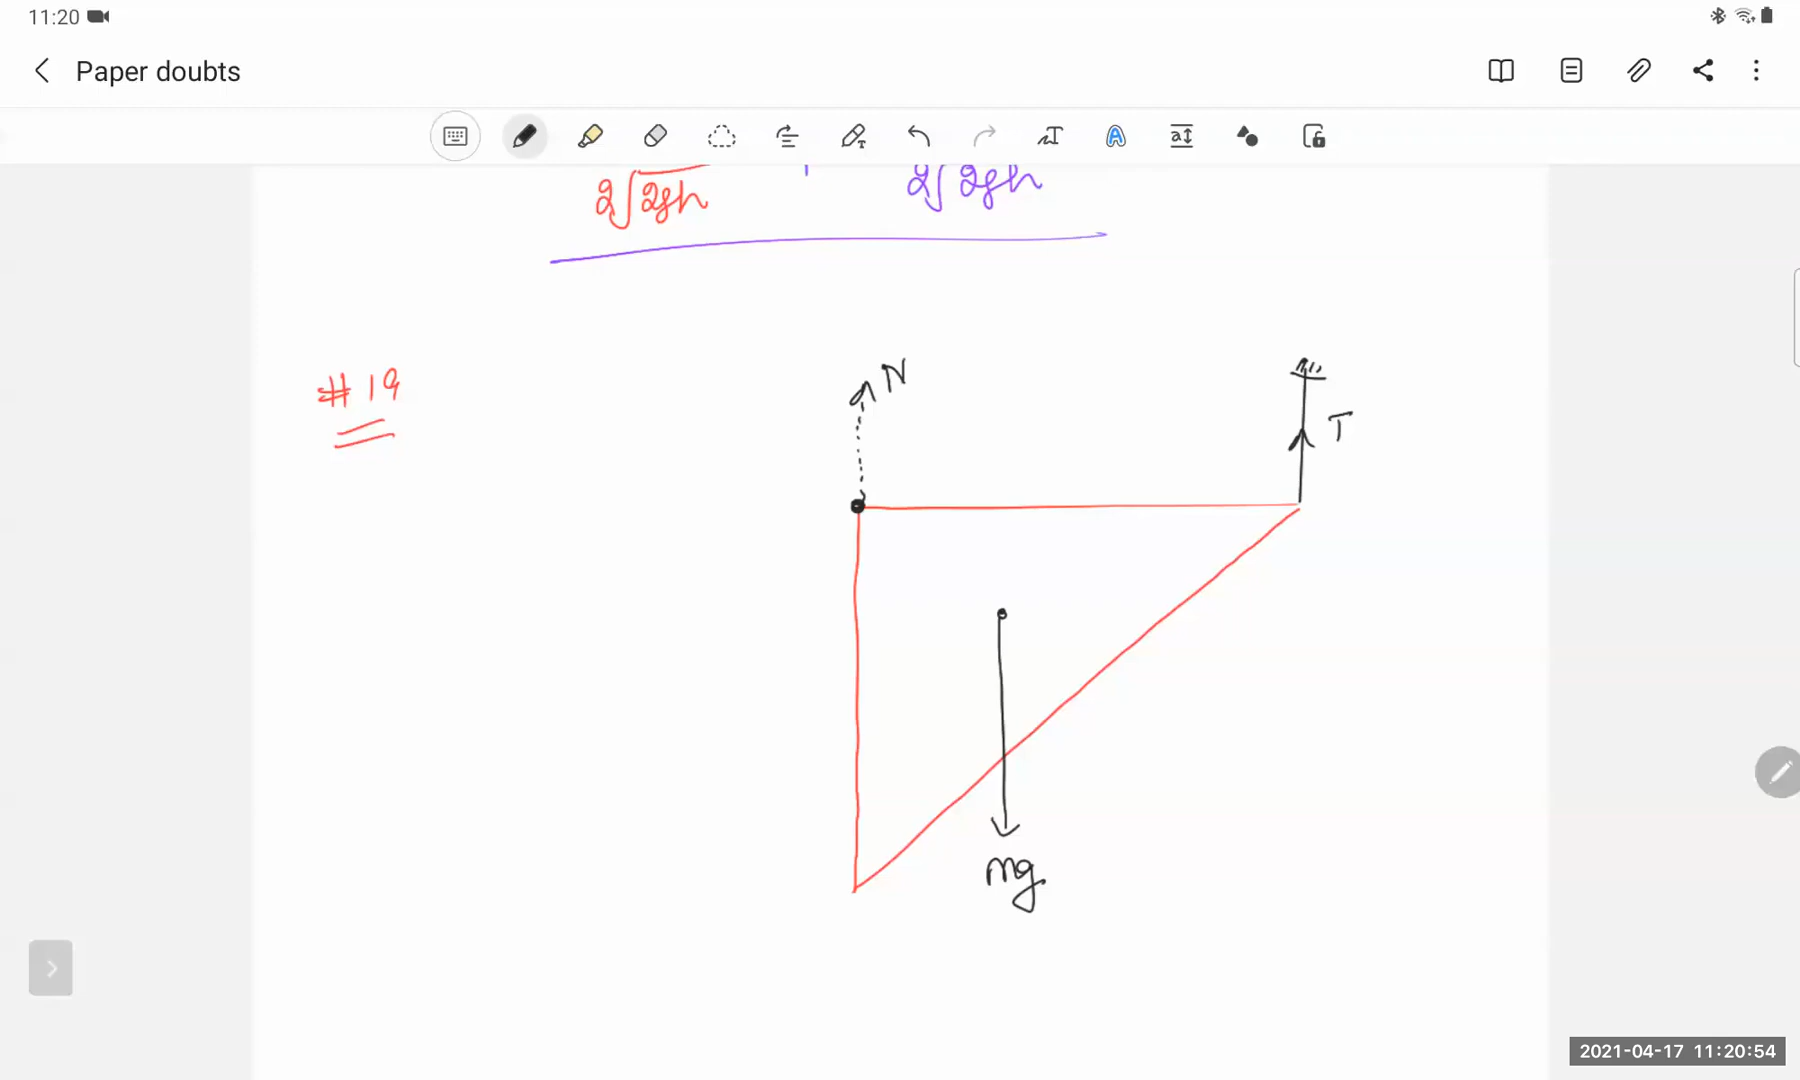 11:20
Paper doubts
2√2gh 2√2gh
#19
N
T
mg
2021-04-17 11:20:54